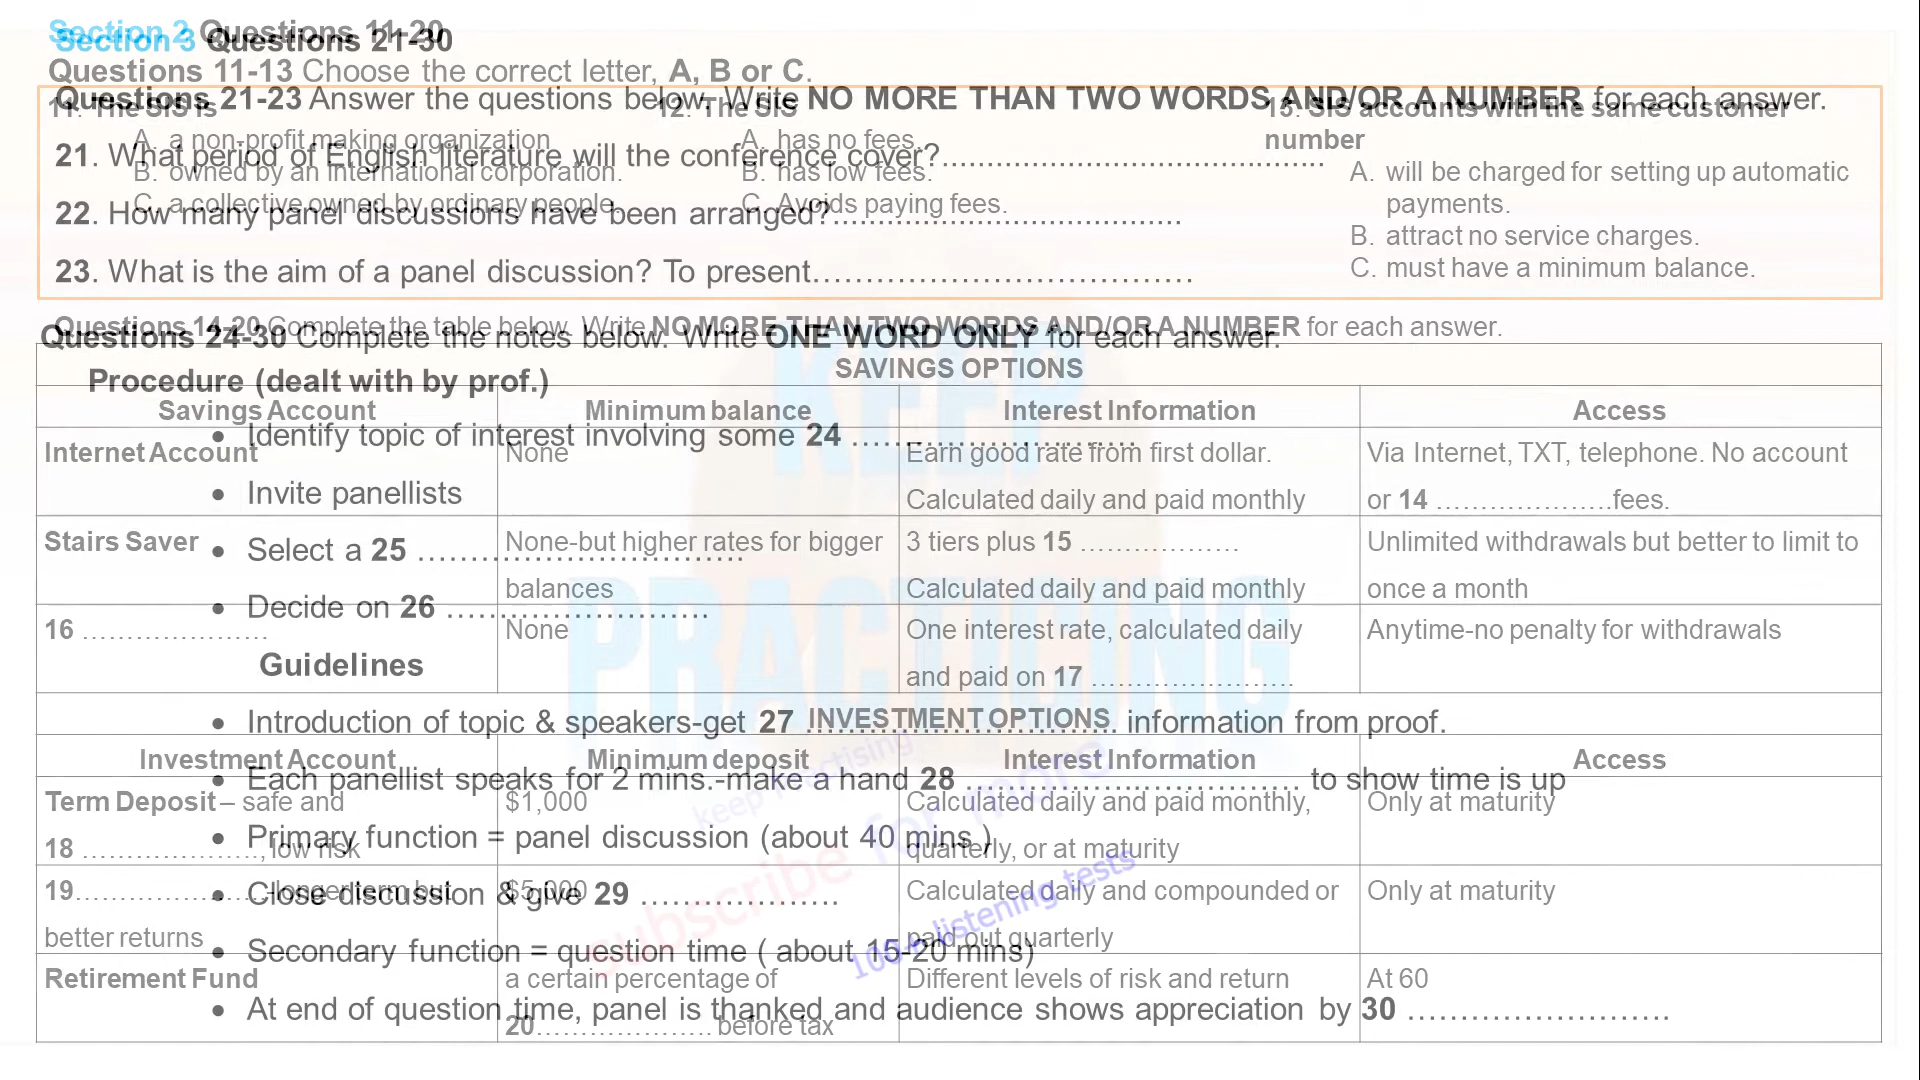 Section 2 Questions 11-20
Questions 11-13 Choose the correct letter, A, B or C.
11. The SIS is
A. a non-profit making organization
B. owned by an international corporation.
C. a collective owned by ordinary people.
12. The SIS
A. has no fees.
B. has low fees.
C. Avoids paying fees.
13. SIS accounts with the same customer
number
A. will be charged for setting up automatic
payments.
B. attract no service charges.
C. must have a minimum balance.
Questions 14-20 Complete the table below. Write NO MORE THAN TWO WORDS AND/OR A NUMBER for each answer.
SAVINGS OPTIONS
Savings Account Minimum balance Interest Information Access
Internet Account None Earn good rate from first dollar. Via Internet, TXT, telephone. No account
Calculated daily and paid monthly or 14 ………………….fees.
Stairs Saver None-but higher rates for bigger 3 tiers plus 15 ……………… Unlimited withdrawals but better to limit to
balances Calculated daily and paid monthly once a month
16 ………………… None One interest rate, calculated daily Anytime-no penalty for withdrawals
and paid on 17 …………………..
INVESTMENT OPTIONS
Investment Account Minimum deposit Interest Information Access
Term Deposit – safe and $1,000 Calculated daily and paid monthly, Only at maturity
18 ………………..., low risk quarterly, or at maturity
19………………… -longer term but $5,000 Calculated daily and compounded or Only at maturity
better returns paid out quarterly
Retirement Fund a certain percentage of Different levels of risk and return At 60
20……………….. before tax
Section 3 Questions 21-30
Questions 21-23 Answer the questions below. Write NO MORE THAN TWO WORDS AND/OR A NUMBER for each answer.
21. What period of English literature will the conference cover?....................................
22. How many panel discussions have been arranged?.................................
23. What is the aim of a panel discussion? To present………………………………
Questions 24-30 Complete the notes below. Write ONE WORD ONLY for each answer.
Procedure (dealt with by prof.)
• Identify topic of interest involving some 24 …………………………
• Invite panellists
• Select a 25 ………………………….
• Decide on 26 …………………….
Guidelines
• Introduction of topic & speakers-get 27 ………………………… information from proof.
• Each panellist speaks for 2 mins.-make a hand 28 …………………………. to show time is up
• Primary function = panel discussion (about 40 mins )
• Close discussion & give 29 ……………….
• Secondary function = question time ( about 15-20 mins)
• At end of question time, panel is thanked and audience shows appreciation by 30 …………………….
KEEP
PRACTICING
keep practising
subscribe for more
100+ listening tests